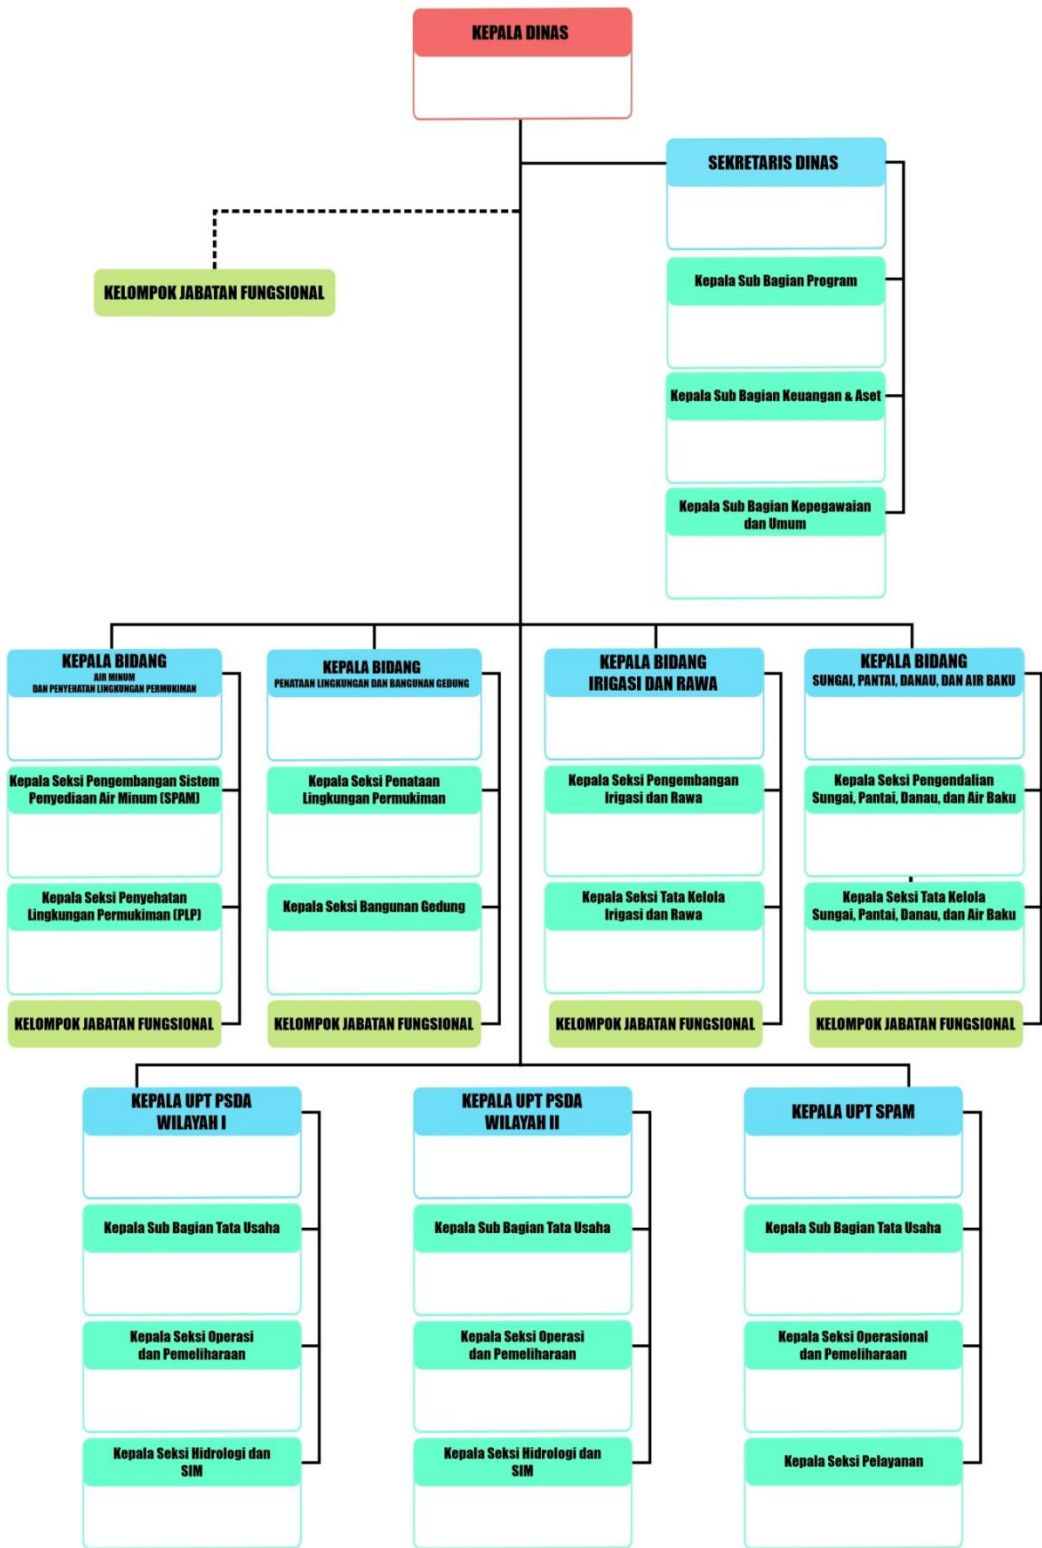 KEPALA DINAS
SEKRETARIS DINAS
KELOMPOK JABATAN FUNGSIONAL
Kepala Sub Bagian Program
Kepala Sub Bagian Keuangan & Aset
Kepala Sub Bagian Kepegawaian
dan Umum
KEPALA BIDANG
AIR MINUM
DAN PENYEHATAN LINGKUNGAN PERMUKIMAN
Kepala Seksi Pengembangan Sistem
Penyediaan Air Minum (SPAM)
Kepala Seksi Penyehatan
Lingkungan Permukiman (PLP)
KELOMPOK JABATAN FUNGSIONAL
KEPALA BIDANG
PENATAAN LINGKUNGAN DAN BANGUNAN GEDUNG
Kepala Seksi Penataan
Lingkungan Permukiman
Kepala Seksi Bangunan Gedung
KELOMPOK JABATAN FUNGSIONAL
KEPALA BIDANG
IRIGASI DAN RAWA
Kepala Seksi Pengembangan
Irigasi dan Rawa
Kepala Seksi Tata Kelola
Irigasi dan Rawa
KELOMPOK JABATAN FUNGSIONAL
KEPALA BIDANG
SUNGAI, PANTAI, DANAU, DAN AIR BAKU
Kepala Seksi Pengendalian
Sungai, Pantai, Danau, dan Air Baku
Kepala Seksi Tata Kelola
Sungai, Pantai, Danau, dan Air Baku
KELOMPOK JABATAN FUNGSIONAL
KEPALA UPT PSDA
WILAYAH I
Kepala Sub Bagian Tata Usaha
Kepala Seksi Operasi
dan Pemeliharaan
Kepala Seksi Hidrologi dan
SIM
KEPALA UPT PSDA
WILAYAH II
Kepala Sub Bagian Tata Usaha
Kepala Seksi Operasi
dan Pemeliharaan
Kepala Seksi Hidrologi dan
SIM
KEPALA UPT SPAM
Kepala Sub Bagian Tata Usaha
Kepala Seksi Operasional
dan Pemeliharaan
Kepala Seksi Pelayanan